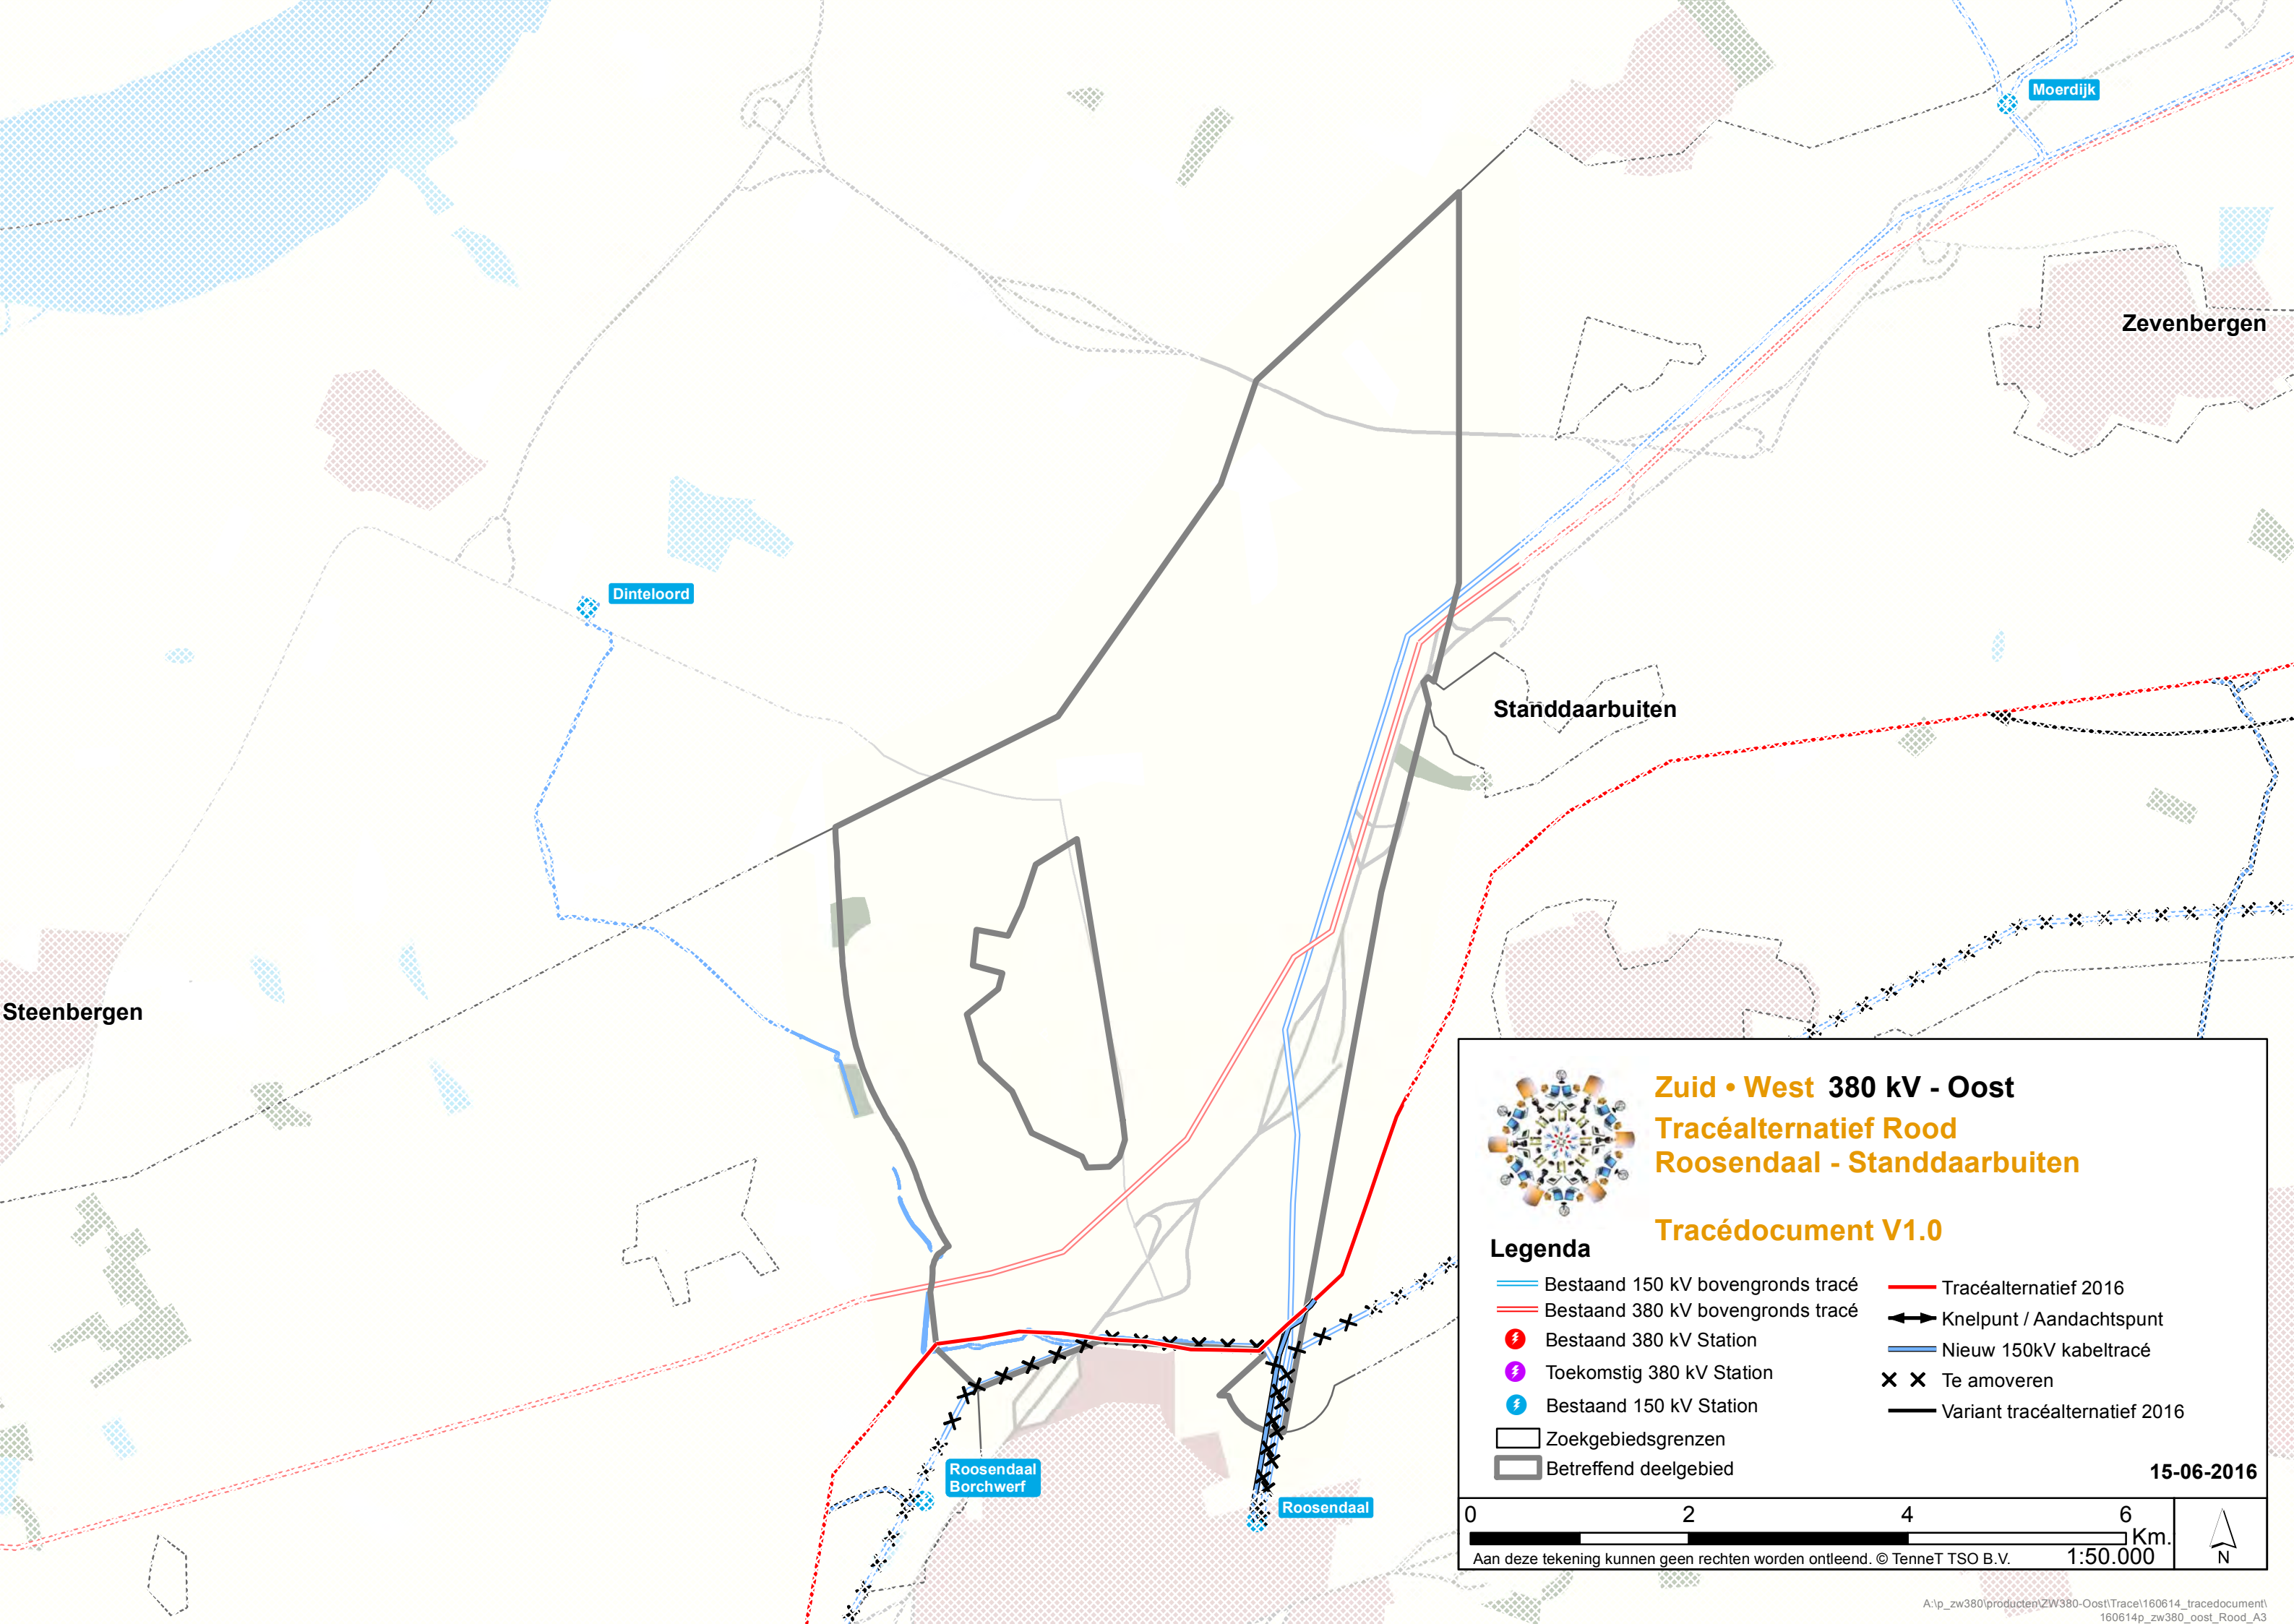 Moerdijk
Zevenbergen
Dinteloord
Standdaarbuiten
Steenbergen
Roosendaal
Borchwerf
Roosendaal
Zuid • West 380 kV - Oost
Tracéalternatief Rood
Roosendaal - Standdaarbuiten
Tracédocument V1.0
Legenda
Bestaand 150 kV bovengronds tracé
Bestaand 380 kV bovengronds tracé
Bestaand 380 kV Station
Toekomstig 380 kV Station
Bestaand 150 kV Station
Zoekgebiedsgrenzen
Betreffend deelgebied
Tracéalternatief 2016
Knelpunt / Aandachtspunt
Nieuw 150kV kabeltracé
Te amoveren
Variant tracéalternatief 2016
15-06-2016
0 2 4 6
Km.
Aan deze tekening kunnen geen rechten worden ontleend. © TenneT TSO B.V.
1:50.000
N
A:\p_zw380\producten\ZW380-Oost\Trace\160614_tracedocument\
160614p_zw380_oost_Rood_A3